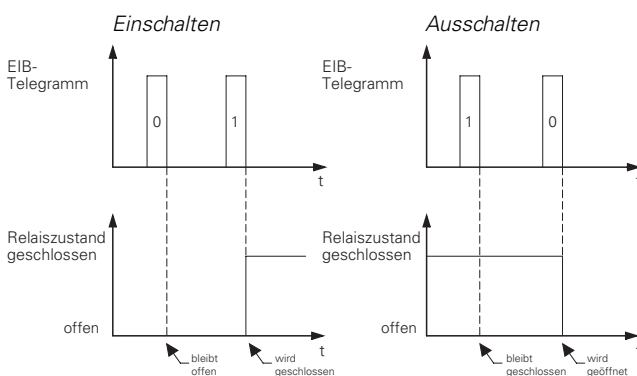 Einschalten
EIB-
Telegramm
0
1
t
Relaiszustand
geschlossen
offen
t
bleibt
offen
wird
geschlossen
Ausschalten
EIB-
Telegramm
1
0
t
Relaiszustand
geschlossen
offen
t
bleibt
geschlossen
wird
geöffnet